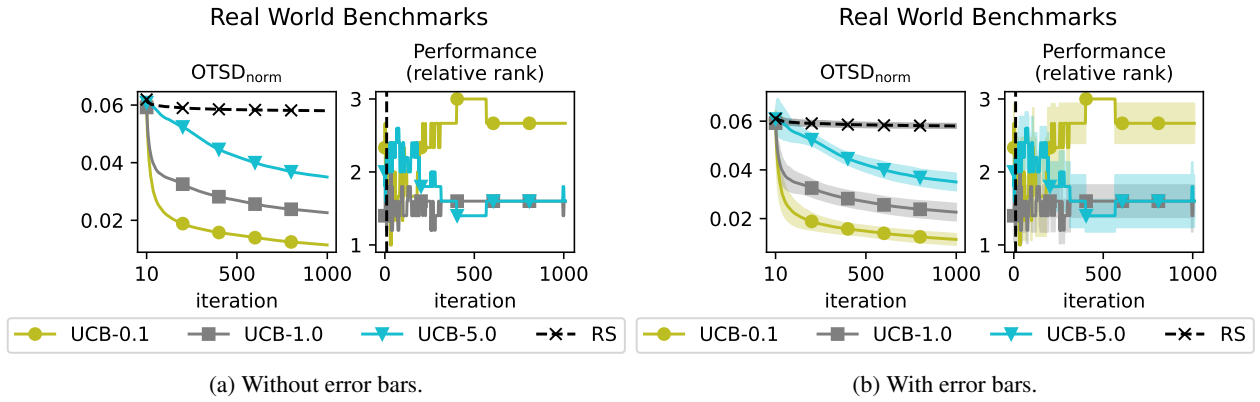 Real World Benchmarks
OTSDnorm
Performance
(relative rank)
0.06
0.04
0.02
10
500
1000
iteration
3
2
1
0
500
1000
iteration
UCB-0.1
UCB-1.0
UCB-5.0
RS
(a) Without error bars.
Real World Benchmarks
OTSDnorm
Performance
(relative rank)
0.06
0.04
0.02
10
500
1000
iteration
3
2
1
0
500
1000
iteration
UCB-0.1
UCB-1.0
UCB-5.0
RS
(b) With error bars.